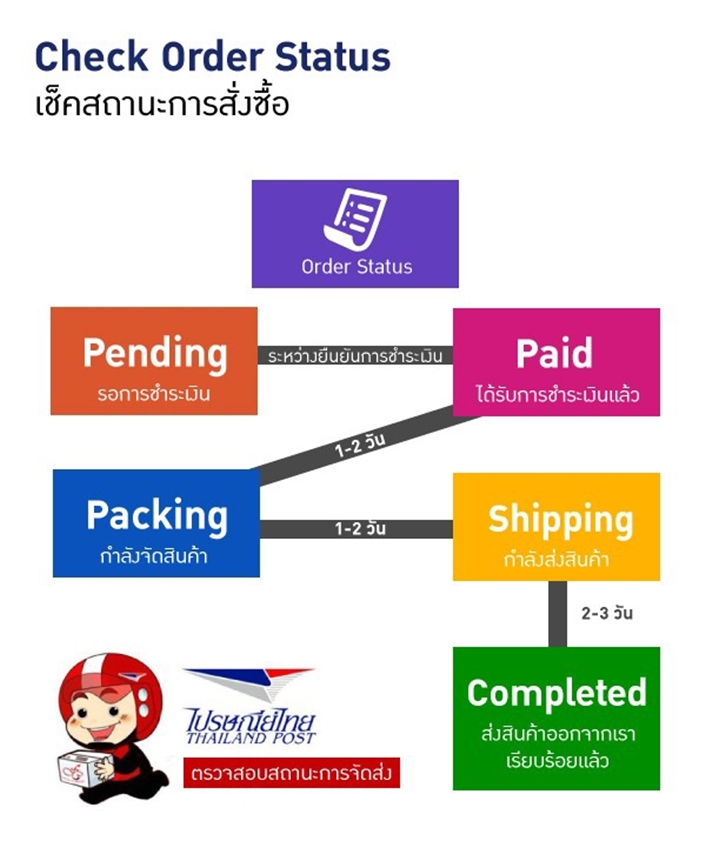 Check Order Status
เช็คสถานะการสั่งซื้อ
Order Status
Pending
รอการชำระเงิน
ระหว่างยืนยันการชำระเงิน
Paid
ได้รับการชำระเงินแล้ว
1-2 วัน
Packing
กำลังจัดสินค้า
1-2 วัน
Shipping
กำลังส่งสินค้า
2-3 วัน
Completed
ส่งสินค้าออกจากเรา
เรียบร้อยแล้ว
ไปรษณีย์ไทย
THAILAND POST
ตรวจสอบสถานะการจัดส่ง